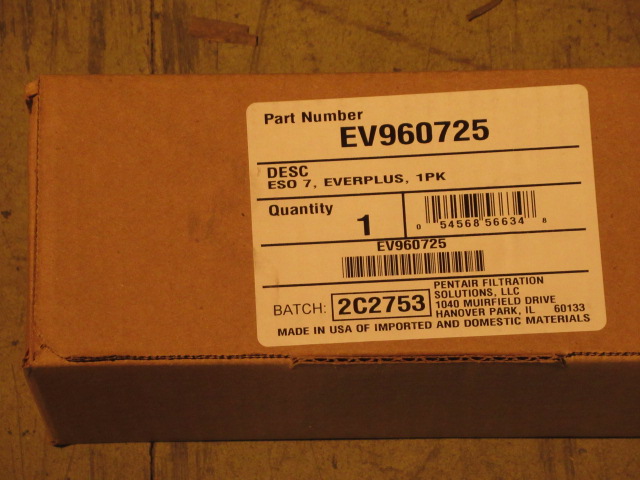 Part Number
EV960725
DESC
ESO 7, EVERPLUS, 1PK
Quantity
1
0 54568 56634 8
EV960725
BATCH: 2C2753
PENTAIR FILTRATION
SOLUTIONS, LLC
1040 MUIRFIELD DRIVE
HANOVER PARK, IL 60133
MADE IN USA OF IMPORTED AND DOMESTIC MATERIALS